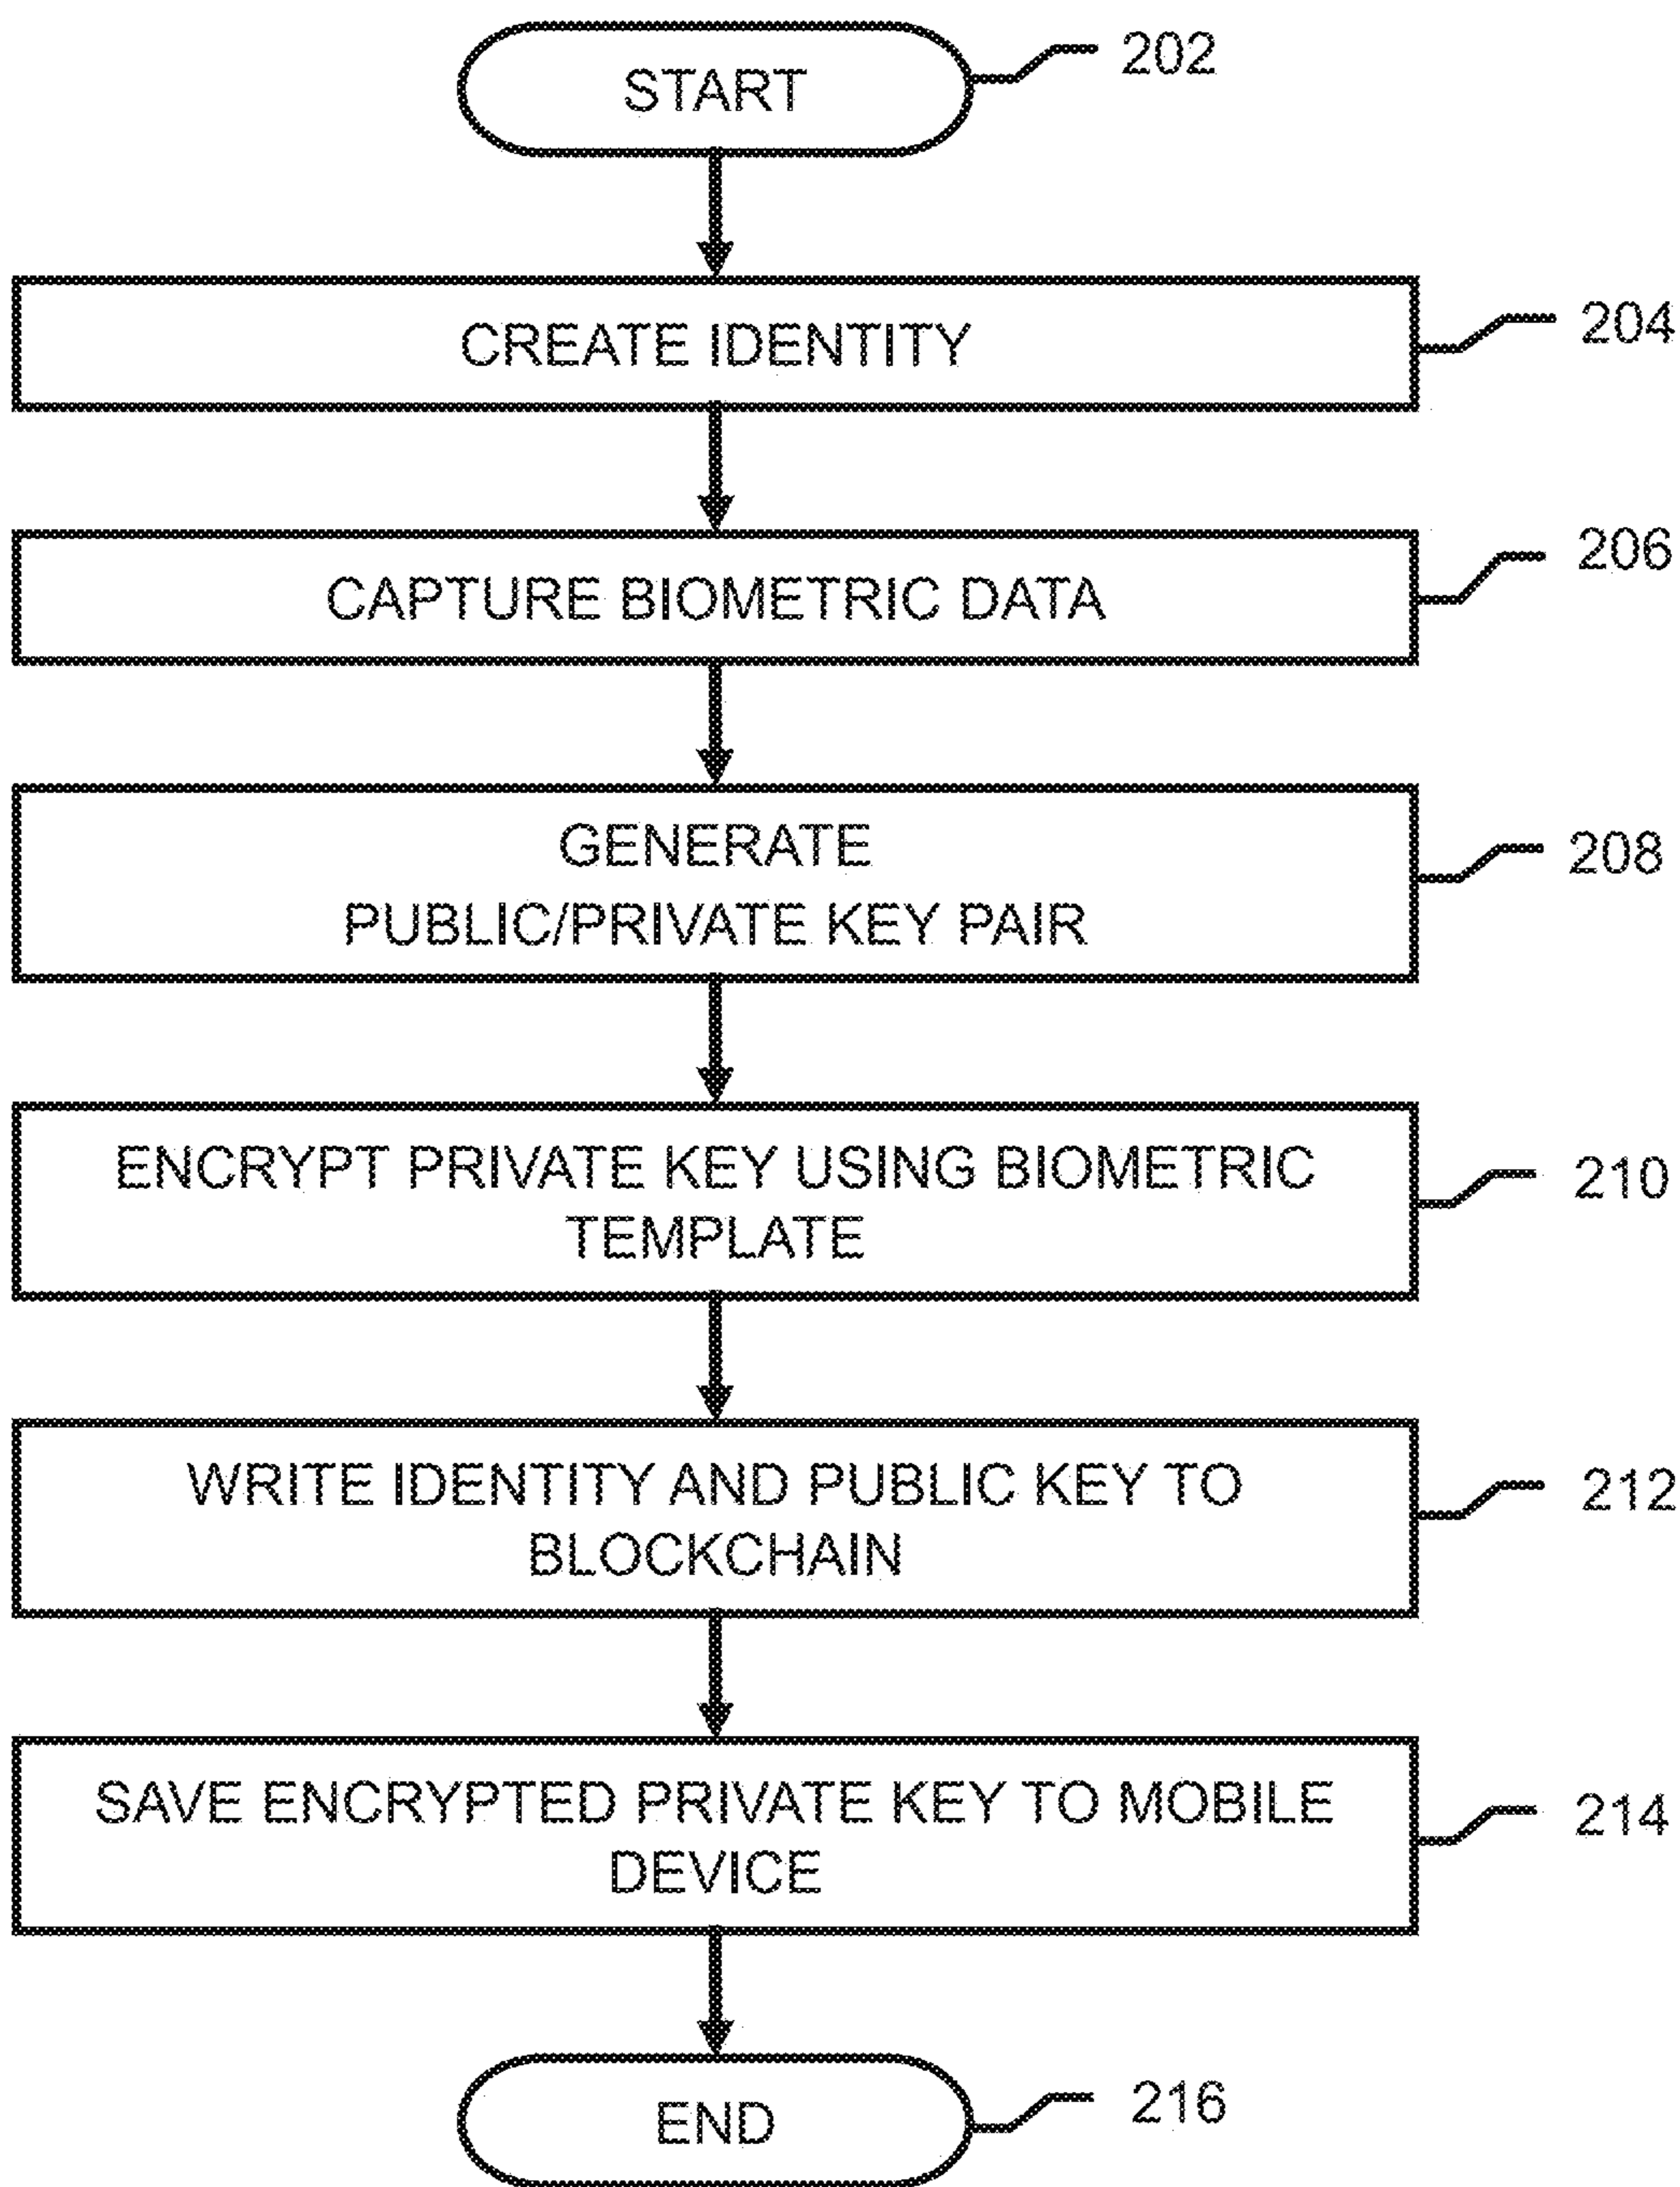 START
202
CREATE IDENTITY
204
CAPTURE BIOMETRIC DATA
206
GENERATE
PUBLIC/PRIVATE KEY PAIR
208
ENCRYPT PRIVATE KEY USING BIOMETRIC
TEMPLATE
210
WRITE IDENTITY AND PUBLIC KEY TO
BLOCKCHAIN
212
SAVE ENCRYPTED PRIVATE KEY TO MOBILE
DEVICE
214
END
216